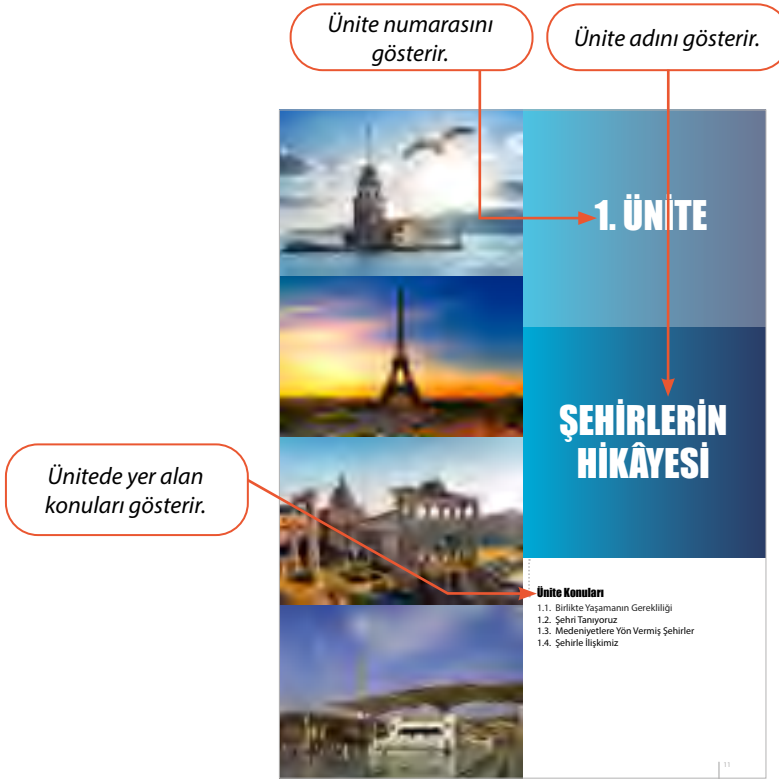 Ünite numarasını
gösterir.
Ünite adını gösterir.
1. ÜNİTE
ŞEHİRLERİN
HİKÂYESİ
Ünitede yer alan
konuları gösterir.
Ünite Konuları
1.1. Birlikte Yaşamanın Gerekliliği
1.2. Şehri Tanıyoruz
1.3. Medeniyetlere Yön Vermiş Şehirler
1.4. Şehirle İlişkimiz
11